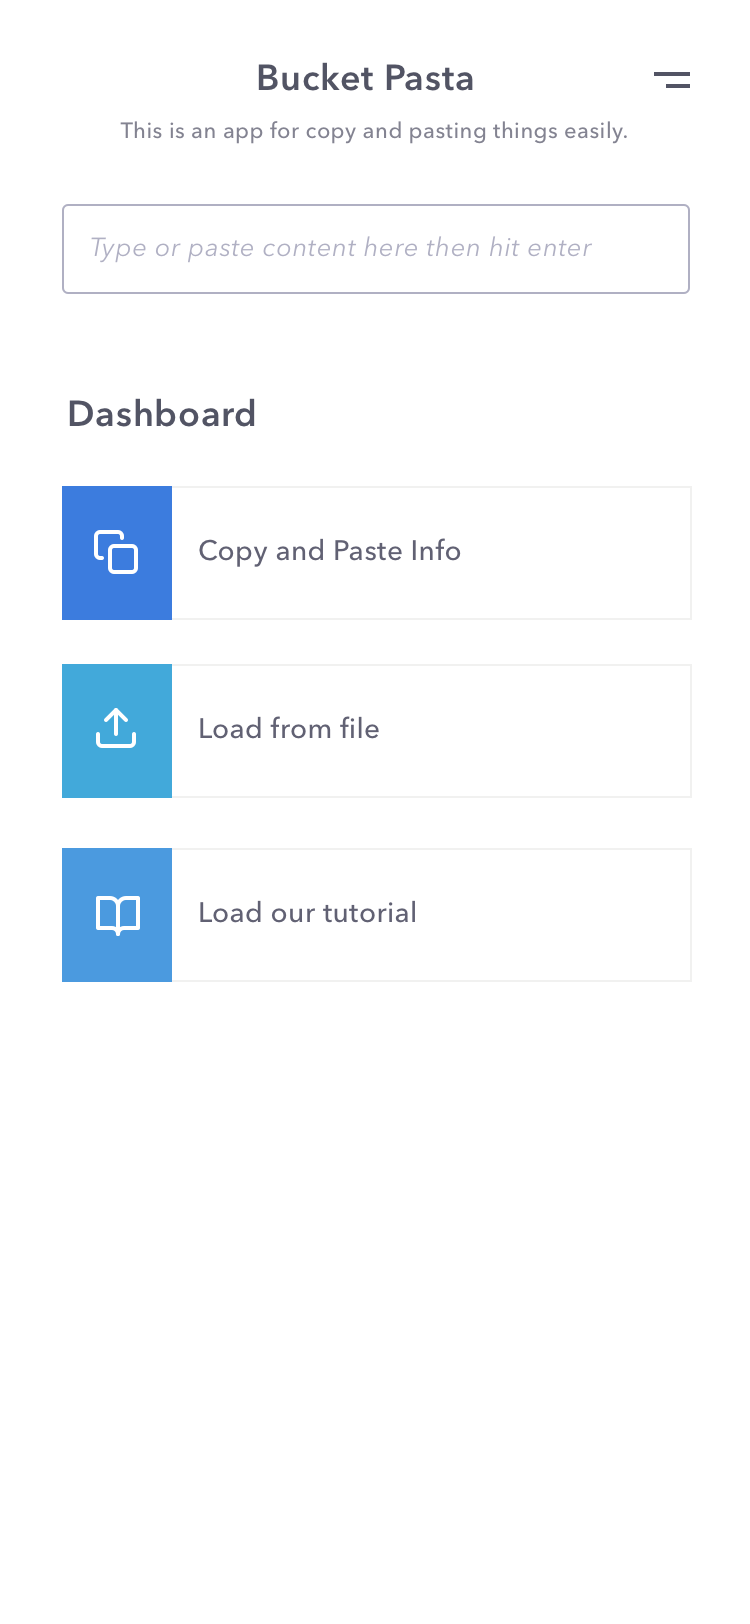 Bucket Pasta
This is an app for copy and pasting things easily.
Type or paste content here then hit enter
Dashboard
Copy and Paste Info
Load from file
Load our tutorial